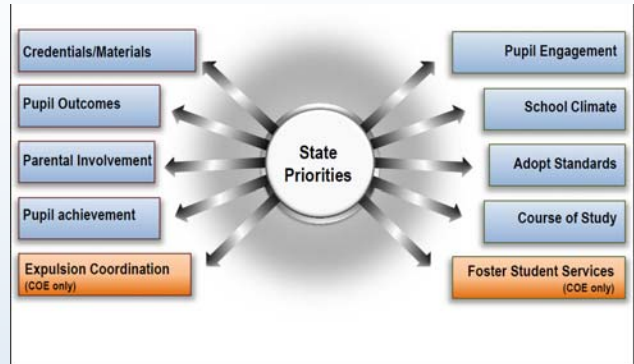 Credentials/Materials
Pupil Outcomes
Parental Involvement
Pupil achievement
Expulsion Coordination
(COE only)
State
Priorities
Pupil Engagement
School Climate
Adopt Standards
Course of Study
Foster Student Services
(COE only)